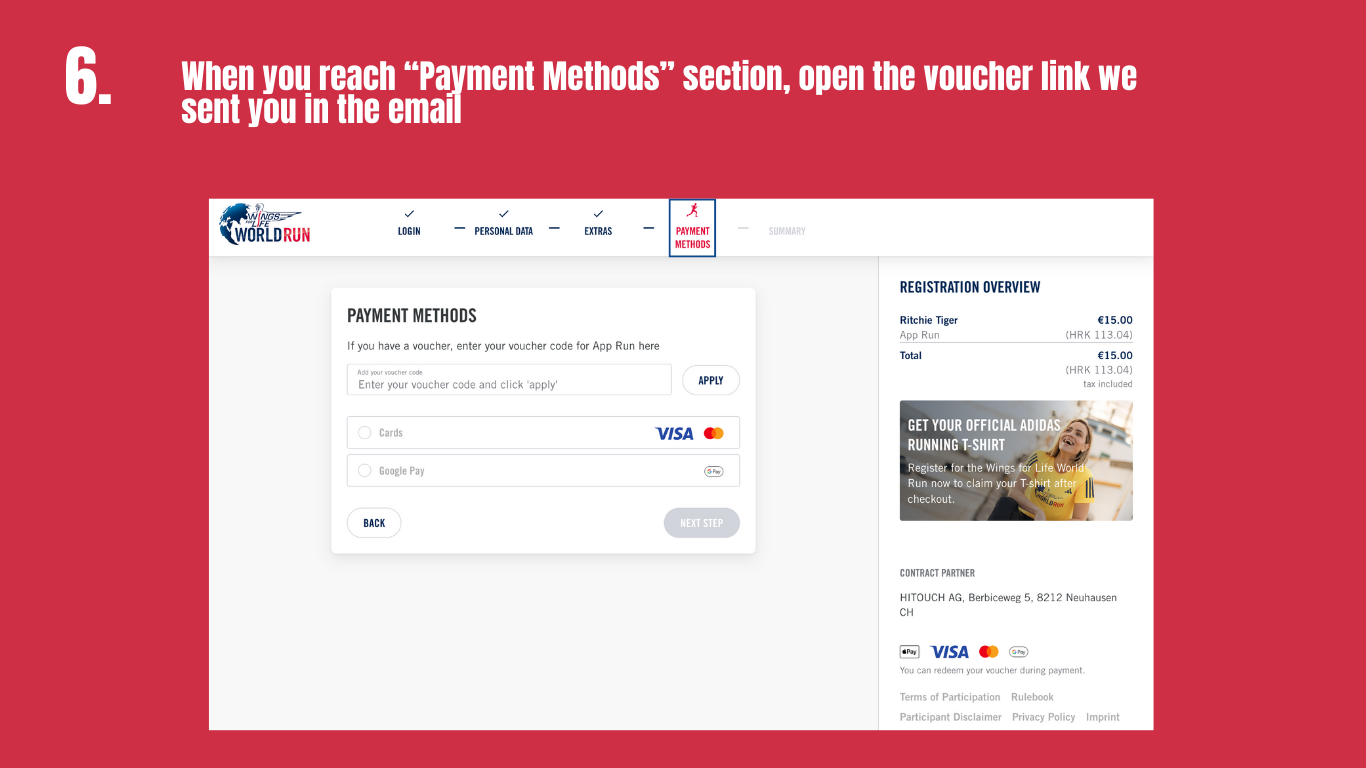 6.
When you reach “Payment Methods” section, open the voucher link we
sent you in the email
WINGS
FOR
LIFE
WORLD RUN
LOGIN
PERSONAL DATA
EXTRAS
PAYMENT
METHODS
SUMMARY
PAYMENT METHODS
If you have a voucher, enter your voucher code for App Run here
Add your voucher code
Enter your voucher code and click 'apply'
APPLY
Cards
VISA
Google Pay
G Pay
BACK
NEXT STEP
REGISTRATION OVERVIEW
Ritchie Tiger €15.00
App Run (HRK 113.04)
Total €15.00
(HRK 113.04)
tax included
GET YOUR OFFICIAL ADIDAS
RUNNING T-SHIRT
Register for the Wings for Life World
Run now to claim your T-shirt after
checkout.
WORLD RUN
CONTRACT PARTNER
HITOUCH AG, Berbiceweg 5, 8212 Neuhausen
CH
Pay VISA G Pay
You can redeem your voucher during payment.
Terms of Participation Rulebook
Participant Disclaimer Privacy Policy Imprint